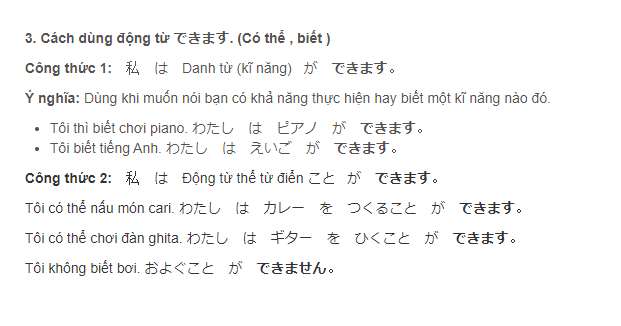 3. Cách dùng động từ できます. (Có thể , biết )
Công thức 1:　私　は　Danh từ (kĩ năng)　が　できます。
Ý nghĩa: Dùng khi muốn nói bạn có khả năng thực hiện hay biết một kĩ năng nào đó.
• Tôi thì biết chơi piano. わたし　は　ピアノ　が　できます。
• Tôi biết tiếng Anh. わたし　は　えいご　が　できます。
Công thức 2:　私　は　Động từ thể từ điển こと　が　できます。
Tôi có thể nấu món cari. わたし　は　カレー　を　つくること　が　できます。
Tôi có thể chơi đàn ghita. わたし　は　ギター　を　ひくこと　が　できます。
Tôi không biết bơi. およぐこと　が　できません。